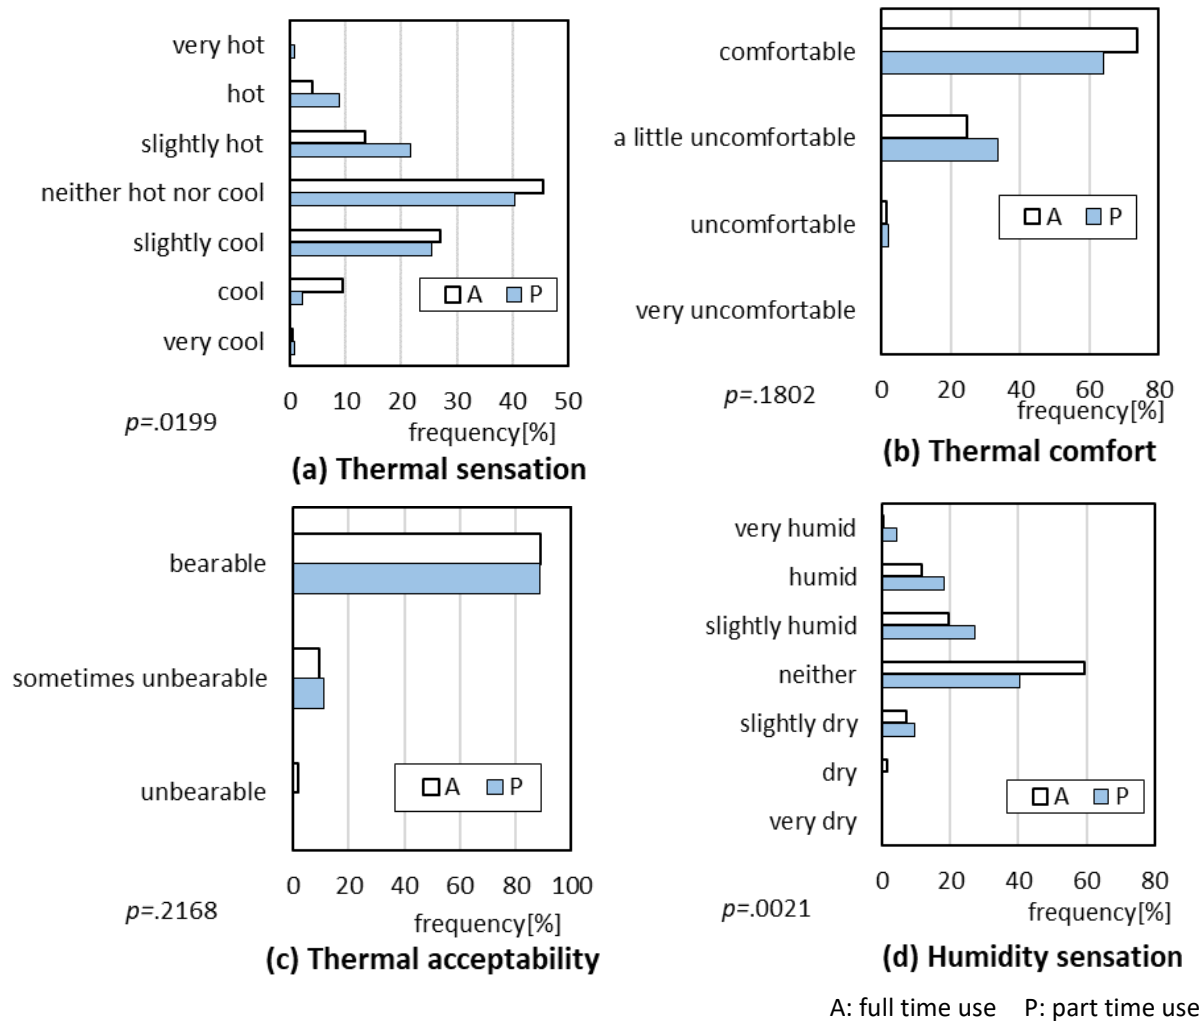 very hot
hot
slightly hot
neither hot nor cool
slightly cool
cool
very cool
A P
0 10 20 30 40 50
p=.0199
frequency[%]
(a) Thermal sensation
comfortable
a little uncomfortable
uncomfortable
very uncomfortable
A P
0 20 40 60 80
p=.1802
frequency[%]
(b) Thermal comfort
bearable
sometimes unbearable
unbearable
A P
0 20 40 60 80 100
p=.2168
frequency[%]
(c) Thermal acceptability
very humid
humid
slightly humid
neither
slightly dry
dry
very dry
A P
0 20 40 60 80
p=.0021
frequency[%]
(d) Humidity sensation
A: full time use P: part time use